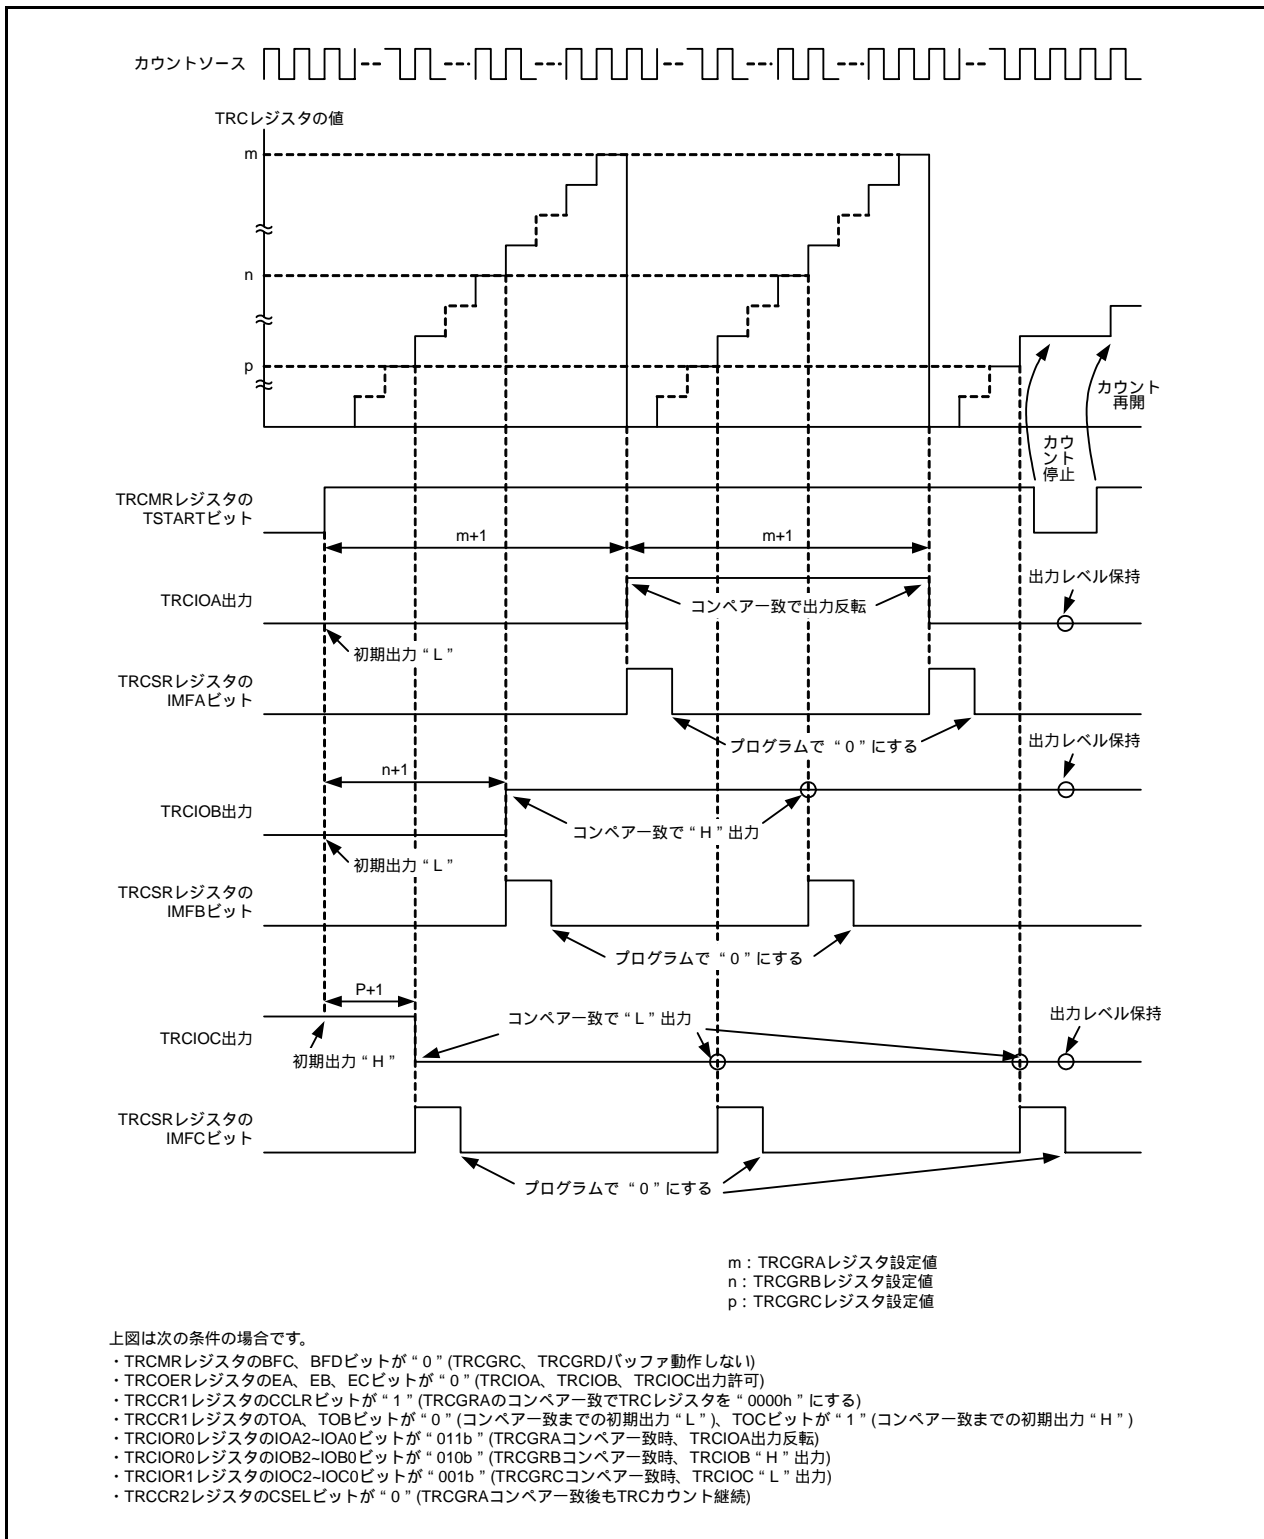 カウントソース
TRCレジスタの値
m
n
p
カウント
再開
カウ
ント
停止
TRCMRレジスタの
TSTARTビット
m+1
m+1
TRCIOA出力
コンペア一致で出力反転
出力レベル保持
初期出力“L”
TRCSRレジスタの
IMFAビット
プログラムで“0”にする
出力レベル保持
n+1
TRCIOB出力
コンペア一致で“H”出力
初期出力“L”
TRCSRレジスタの
IMFBビット
プログラムで“0”にする
P+1
TRCIOC出力
コンペア一致で“L”出力
出力レベル保持
初期出力“H”
TRCSRレジスタの
IMFCビット
プログラムで“0”にする
m : TRCGRAレジスタ設定値
n : TRCGRBレジスタ設定値
p : TRCGRCレジスタ設定値
上図は次の条件の場合です。
・TRCMRレジスタのBFC、BFDビットが“0”(TRCGRC、TRCGRDバッファ動作しない)
・TRCOERレジスタのEA、EB、ECビットが“0”(TRCIOA、TRCIOB、TRCIOC出力許可)
・TRCCR1レジスタのCCLRビットが“1”(TRCGRAのコンペア一致でTRCレジスタを“0000h”にする)
・TRCCR1レジスタのTOA、TOBビットが“0”(コンペア一致までの初期出力“L”)、TOCビットが“1”(コンペア一致までの初期出力“H”)
・TRCIOR0レジスタのIOA2~IOA0ビットが“011b”(TRCGRAコンペア一致時、TRCIOA出力反転)
・TRCIOR0レジスタのIOB2~IOB0ビットが“010b”(TRCGRBコンペア一致時、TRCIOB“H”出力)
・TRCIOR1レジスタのIOC2~IOC0ビットが“001b”(TRCGRCコンペア一致時、TRCIOC“L”出力)
・TRCCR2レジスタのCSELビットが“0”(TRCGRAコンペア一致後もTRCカウント継続)